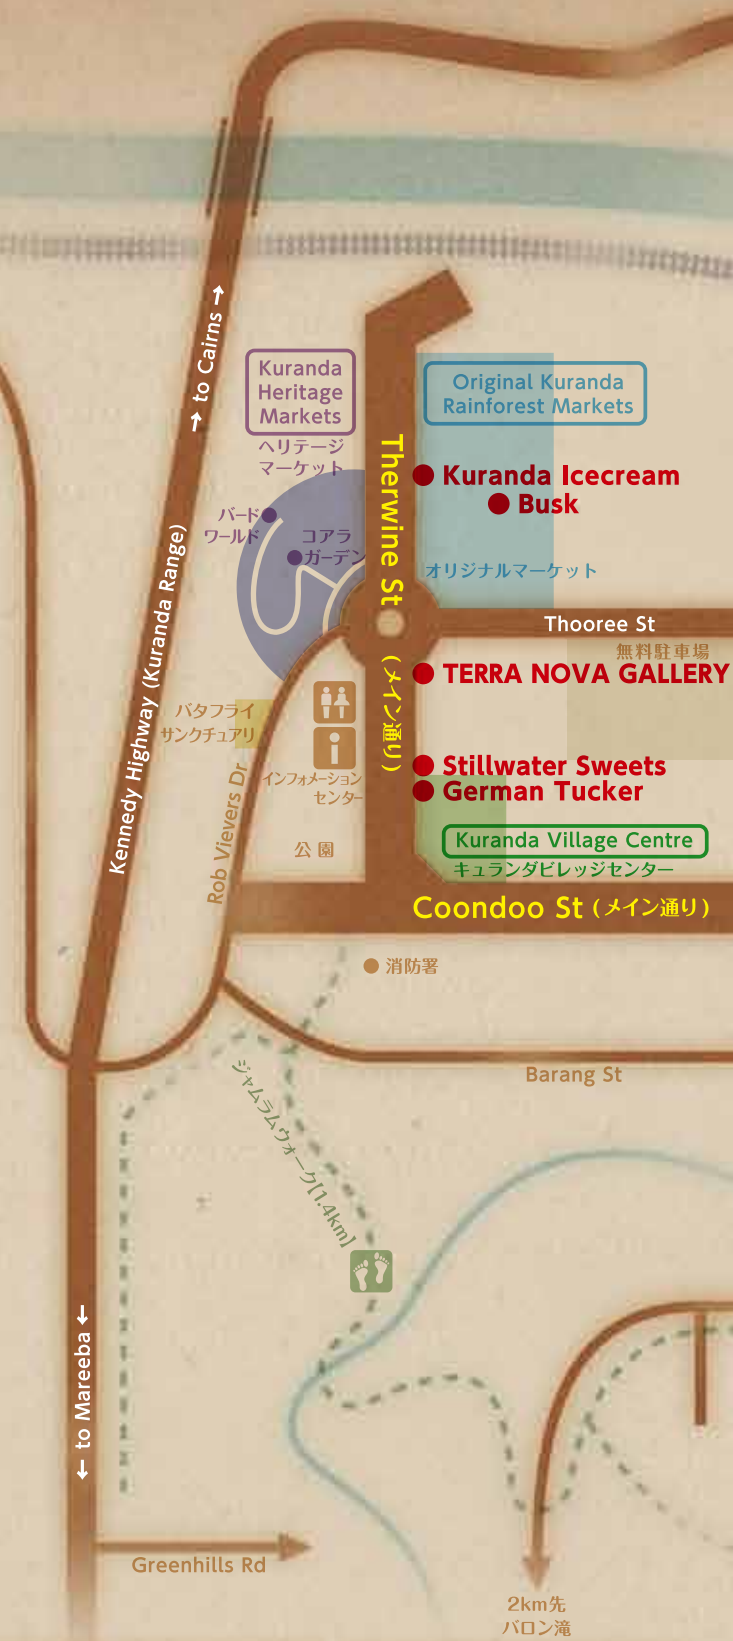 → to Cairns →
Kuranda
Heritage
Markets
ヘリテージ
マーケット
Original Kuranda
Rainforest Markets
Kuranda Icecream
Busk
バード
ワールド
コアラ
ガーデン
オリジナルマーケット
Therwine St
(メイン通り)
Thooree St
無料駐車場
TERRA NOVA GALLERY
Kennedy Highway (Kuranda Range)
バタフライ
サンクチュアリ
インフォメーション
センター
Stillwater Sweets
German Tucker
Rob Vievers Dr
公園
Kuranda Village Centre
キュランダビレッジセンター
Coondoo St (メイン通り)
消防署
Barang St
ジャムラムウォーク[1.4km]
← to Mareeba ←
Greenhills Rd
2km先
バロン滝